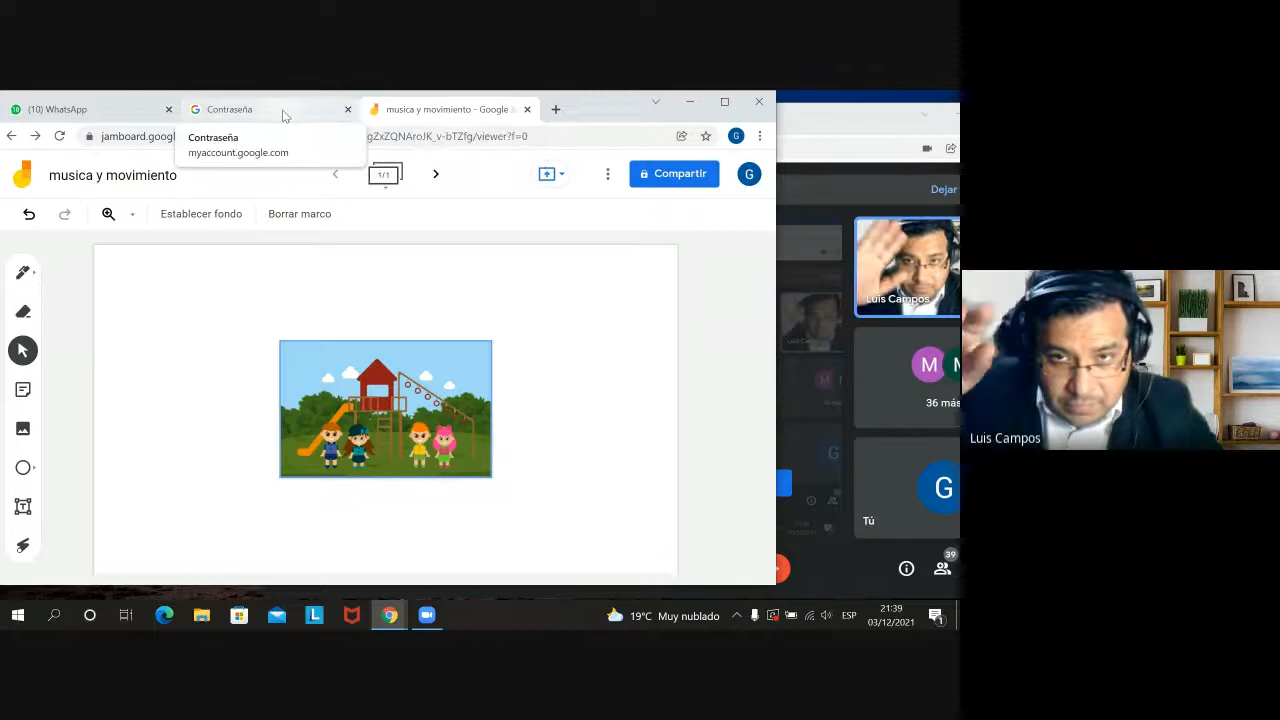 (10) WhatsApp
Contraseña
musica y movimiento - Google
jamboard.goog
gZxZQNAroJK_v-bTZfg/viewer?f=0
Contraseña
myaccount.google.com
G
musica y movimiento
1/1
Compartir
G
Dejar
Establecer fondo
Borrar marco
Luis Campos
M
36 más
G
Tú
39
Luis Campos
L
19°C Muy nublado
ESP
21:39
03/12/2021
1